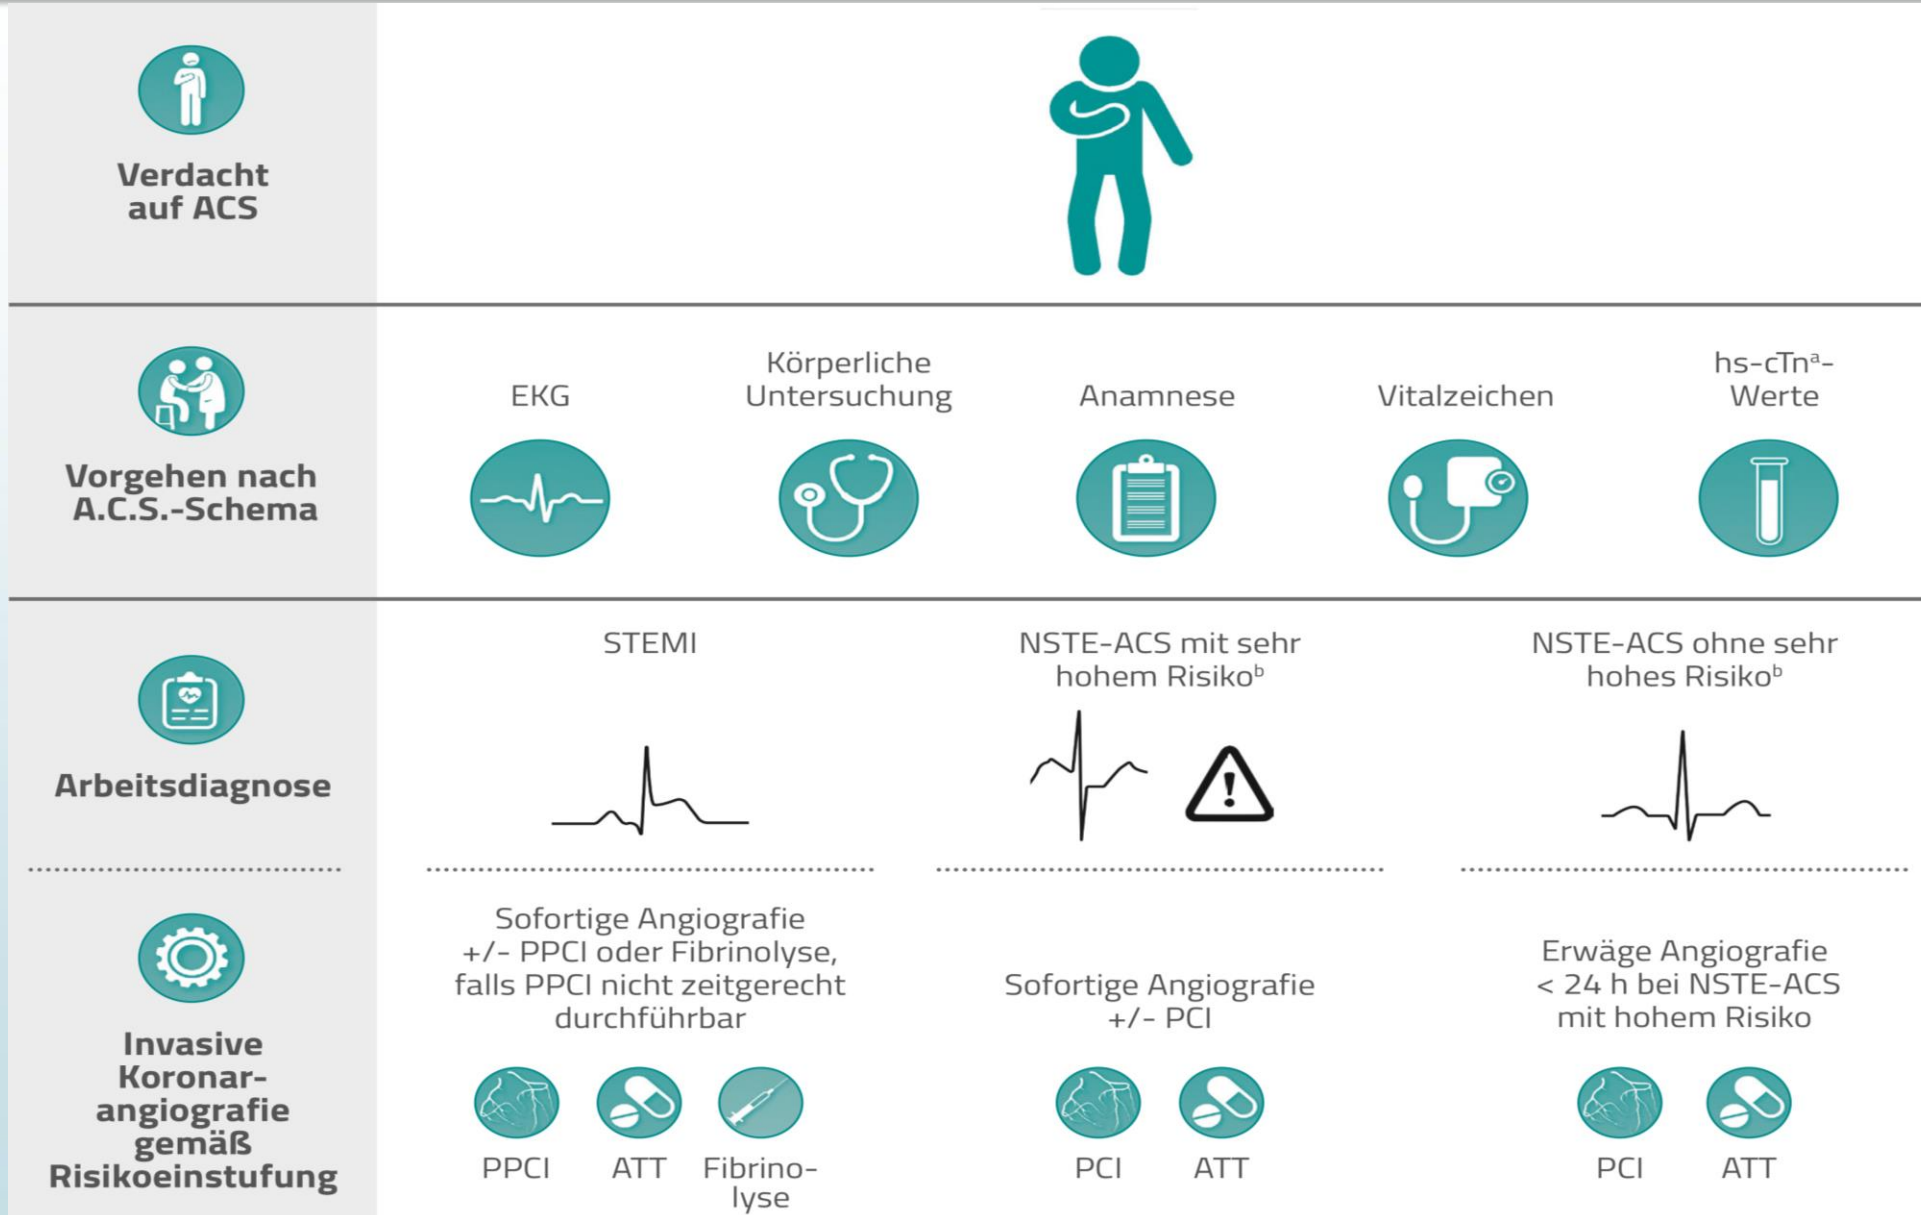 Verdacht
auf ACS
Vorgehen nach
A.C.S.-Schema
EKG
Körperliche
Untersuchung
Anamnese
Vitalzeichen
hs-cTnᵃ-
Werte
Arbeitsdiagnose
STEMI
NSTE-ACS mit sehr
hohem Risikoᵇ
NSTE-ACS ohne sehr
hohes Risikoᵇ
Invasive
Koronar-
angiografie
gemäß
Risikoeinstufung
Sofortige Angiografie
+/- PPCI oder Fibrinolyse,
falls PPCI nicht zeitgerecht
durchführbar
PPCI
ATT
Fibrino-
lyse
Sofortige Angiografie
+/- PCI
PCI
ATT
Erwäge Angiografie
< 24 h bei NSTE-ACS
mit hohem Risiko
PCI
ATT